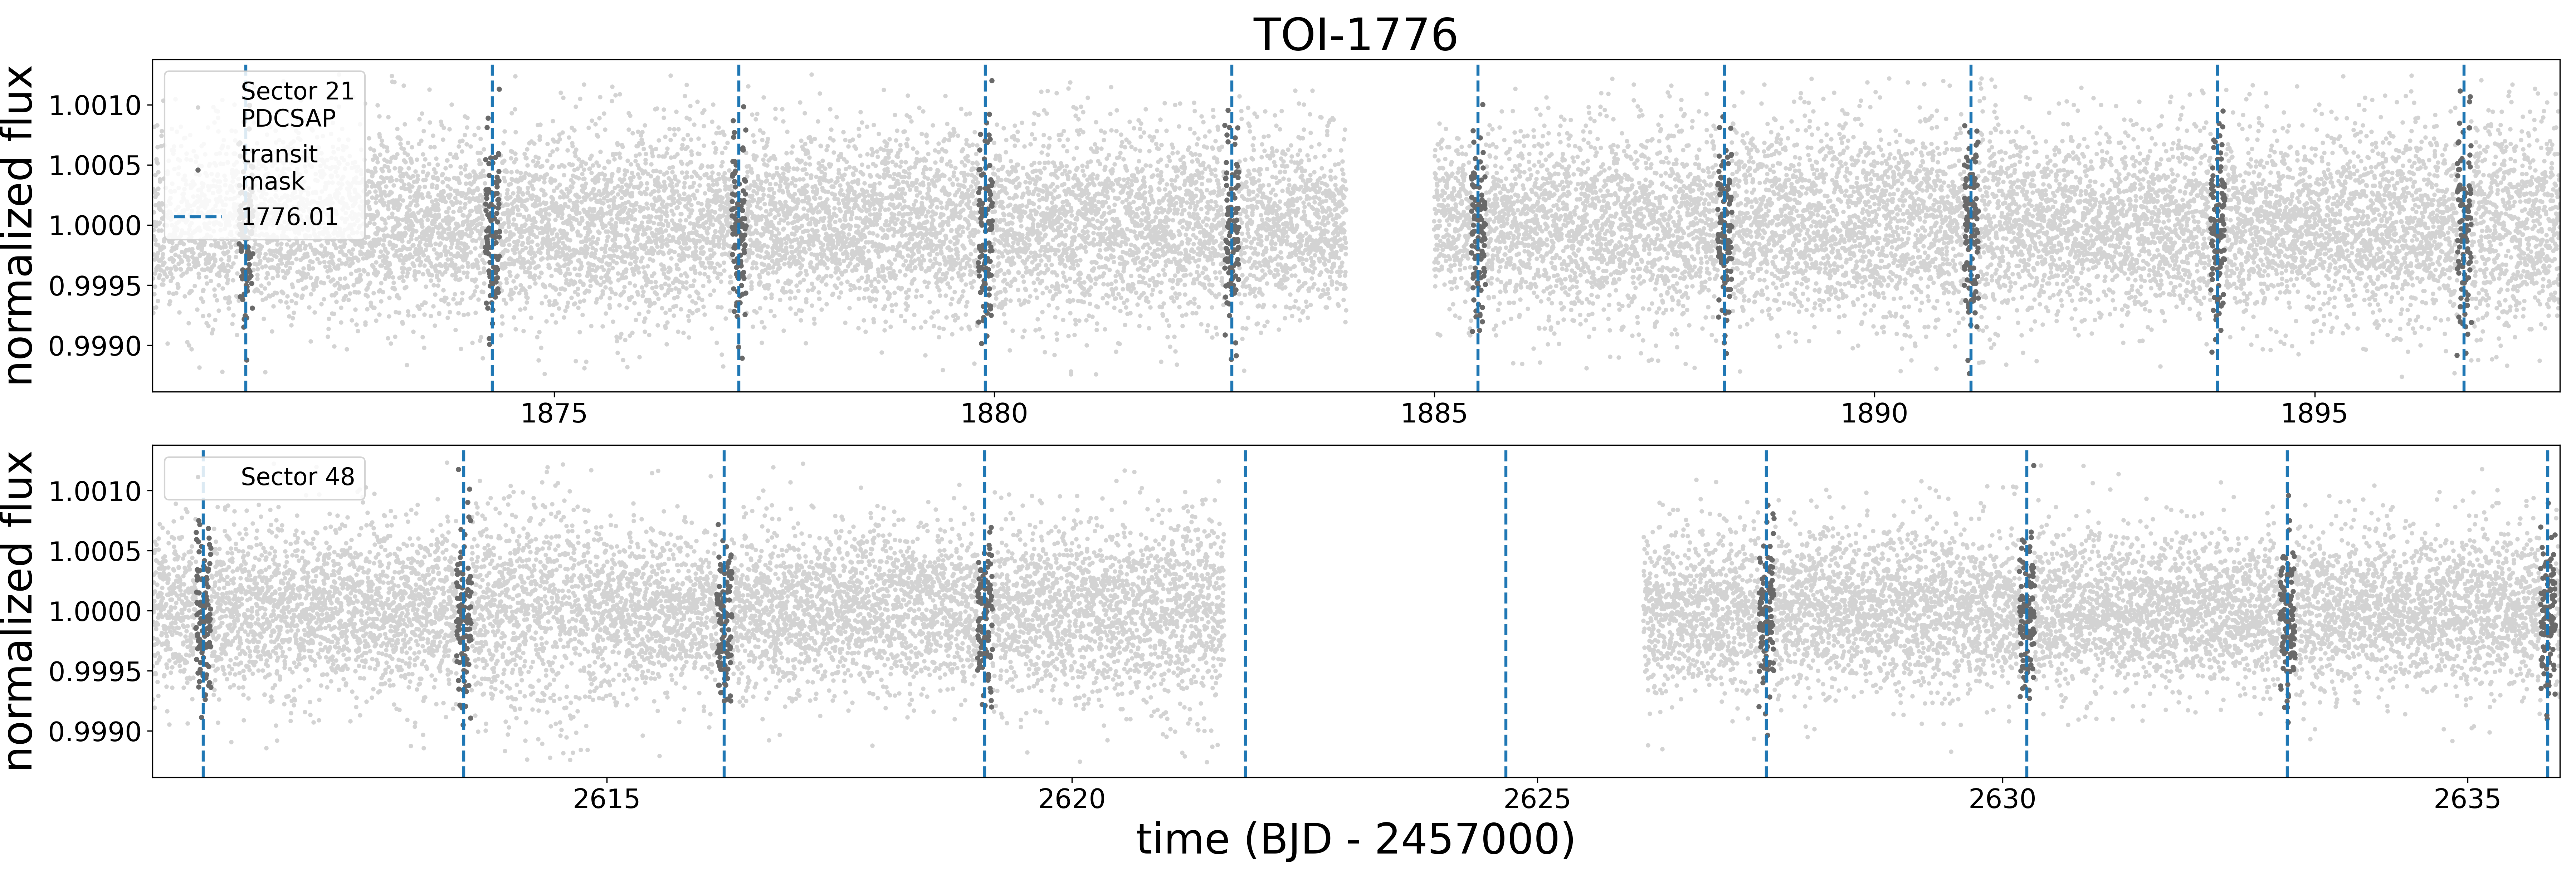 TOI-1776
normalized flux
1.0010
1.0005
1.0000
0.9995
0.9990
Sector 21
PDCSAP
transit
mask
1776.01
1875
1880
1885
1890
1895
normalized flux
1.0010
1.0005
1.0000
0.9995
0.9990
Sector 48
2615
2620
2625
2630
2635
time (BJD - 2457000)